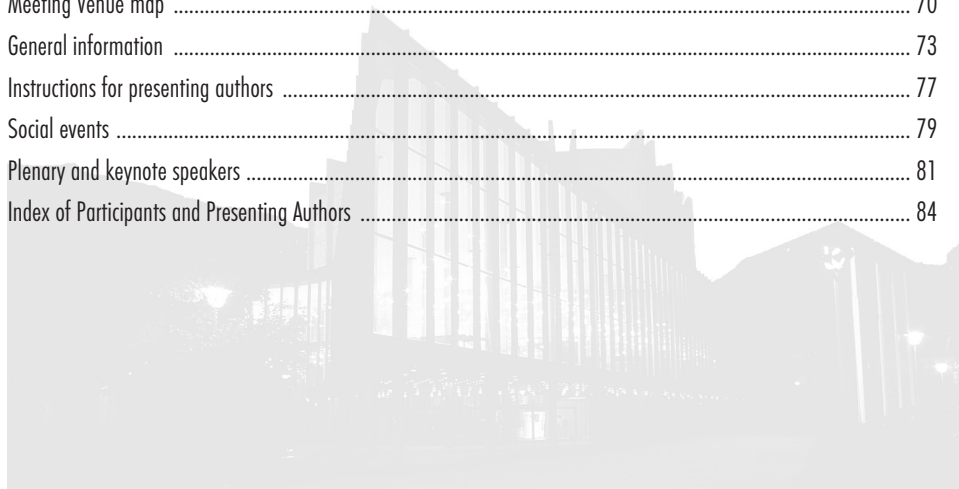 Meeting Venue map .......... 70
General information .......... 73
Instructions for presenting authors .......... 77
Social events .......... 79
Plenary and keynote speakers .......... 81
Index of Participants and Presenting Authors .......... 84